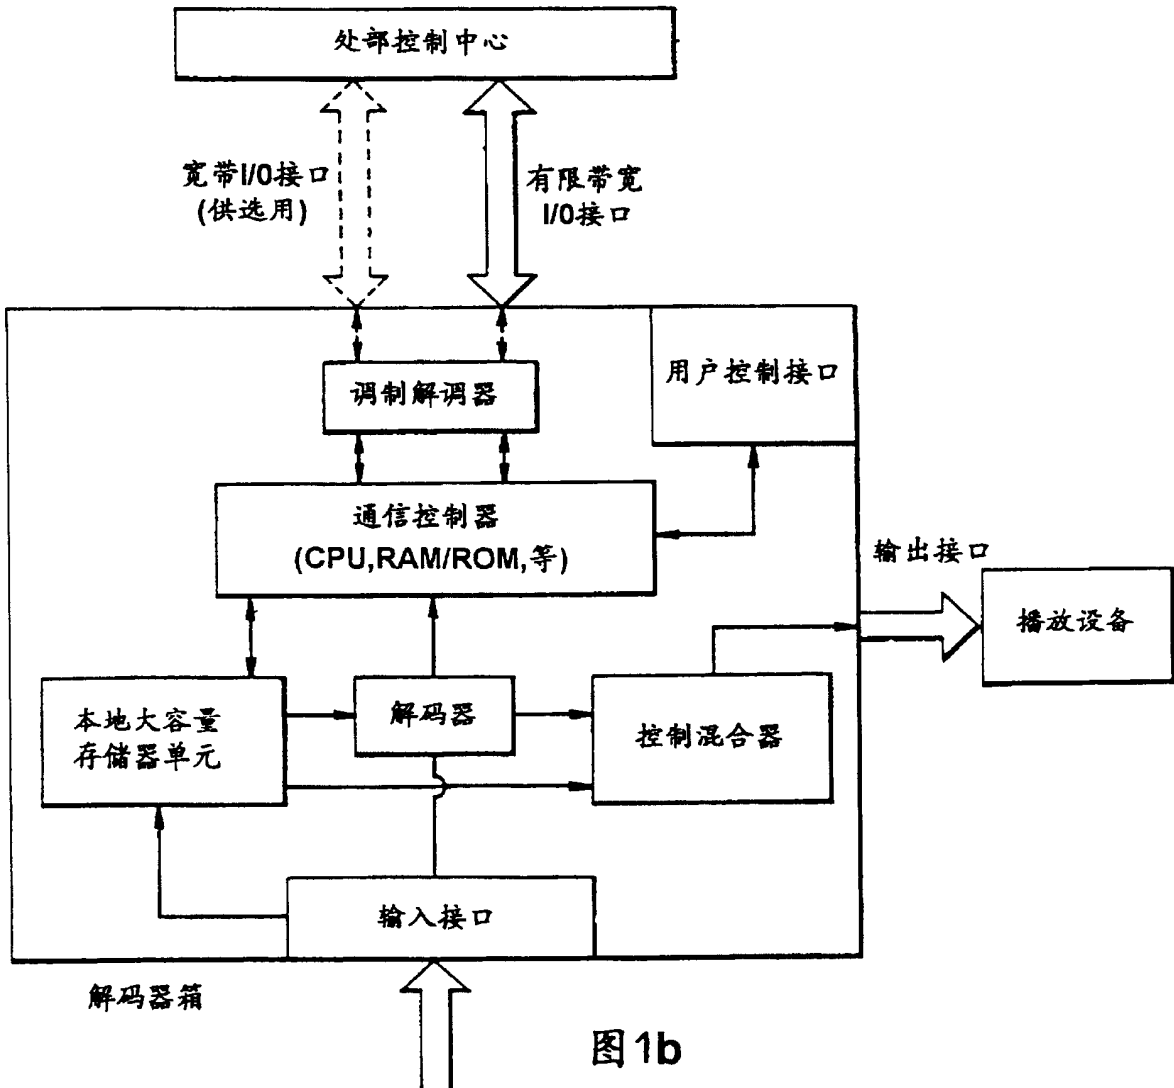 处部控制中心
宽带I/0接口
(供选用)
有限带宽
I/0接口
调制解调器
用户控制接口
通信控制器
(CPU,RAM/ROM,等)
输出接口
播放设备
本地大容量
存储器单元
解码器
控制混合器
输入接口
解码器箱
图1b